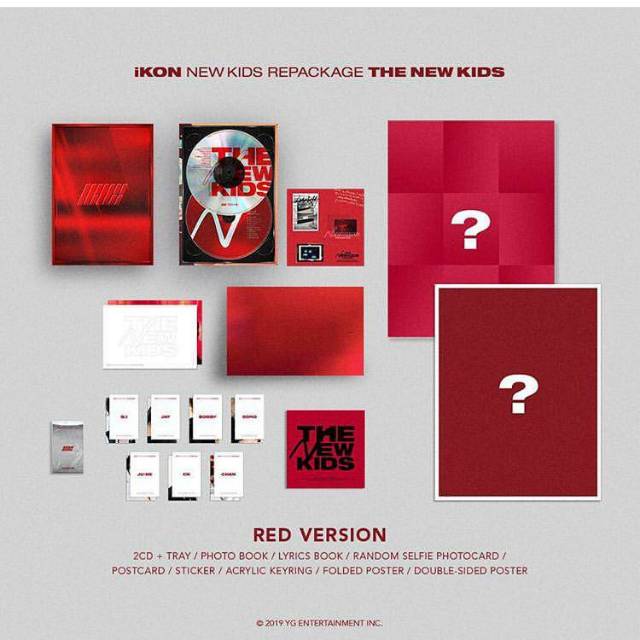 iKON NEW KIDS REPACKAGE THE NEW KIDS
THE
NEW
KIDS
?
THE
NEW
KIDS
?
B.I
JAY
BOBBY
DONG
JU-NE
DK
CHAN
THE
NEW
KIDS
RED VERSION
2CD + TRAY / PHOTO BOOK / LYRICS BOOK / RANDOM SELFIE PHOTOCARD /
POSTCARD / STICKER / ACRYLIC KEYRING / FOLDED POSTER / DOUBLE-SIDED POSTER
© 2019 YG ENTERTAINMENT INC.